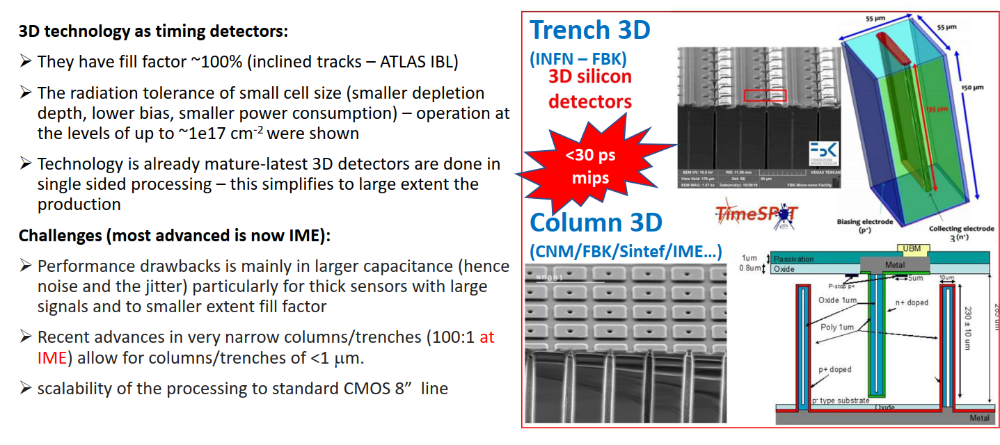 3D technology as timing detectors:
➢ They have fill factor ~100% (inclined tracks – ATLAS IBL)
➢ The radiation tolerance of small cell size (smaller depletion
depth, lower bias, smaller power consumption) – operation at
the levels of up to ~1e17 cm-2 were shown
➢ Technology is already mature-latest 3D detectors are done in
single sided processing – this simplifies to large extent the
production
Challenges (most advanced is now IME):
➢ Performance drawbacks is mainly in larger capacitance (hence
noise and the jitter) particularly for thick sensors with large
signals and to smaller extent fill factor
➢ Recent advances in very narrow columns/trenches (100:1 at
IME) allow for columns/trenches of <1 μm.
➢ scalability of the processing to standard CMOS 8” line
Trench 3D
(INFN – FBK)
3D silicon
detectors
<30 ps
mips
FBK
FONDAZIONE
BRUNO KESSLER
SEM HV: 10.0 kV WD: 11.59 mm VEGA3 TESCAN
View field: 176 μm Det: SE 50 μm
SEM MAG: 1.57 kx Date(m/d/y): 10/29/19 FBK Micro-nano Facility
55 μm
55 μm
150 μm
135 μm
Biasing electrode
(p+)
Collecting electrode
3 (n+)
TimeSPOT
Column 3D
(CNM/FBK/Sintef/IME...)
100um
UBM
1um
Passivation
0.8um
Oxide
Metal
P-stop p+
5um
10um
Oxide 1um
n+ doped
Poly 1um
230 ± 10 um
p+ doped
p- type substrate
Oxide
Metal